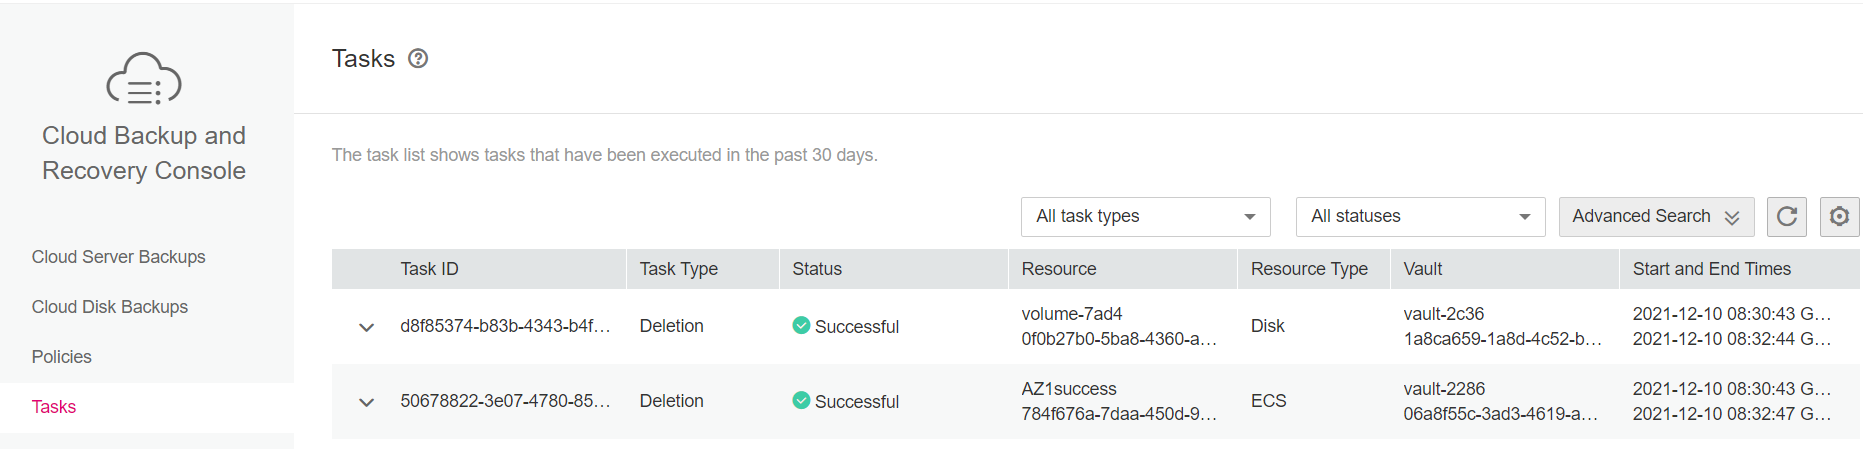 Cloud Backup and
Recovery Console
Cloud Server Backups
Cloud Disk Backups
Policies
Tasks
Tasks ?
The task list shows tasks that have been executed in the past 30 days.
All task types All statuses Advanced Search
Task ID Task Type Status Resource Resource Type Vault Start and End Times
d8f85374-b83b-4343-b4f... Deletion Successful volume-7ad4 Disk vault-2c36 2021-12-10 08:30:43 G...
0f0b27b0-5ba8-4360-a... 1a8ca659-1a8d-4c52-b... 2021-12-10 08:32:44 G...
50678822-3e07-4780-85... Deletion Successful AZ1success ECS vault-2286 2021-12-10 08:30:43 G...
784f676a-7daa-450d-9... 06a8f55c-3ad3-4619-a... 2021-12-10 08:32:47 G...